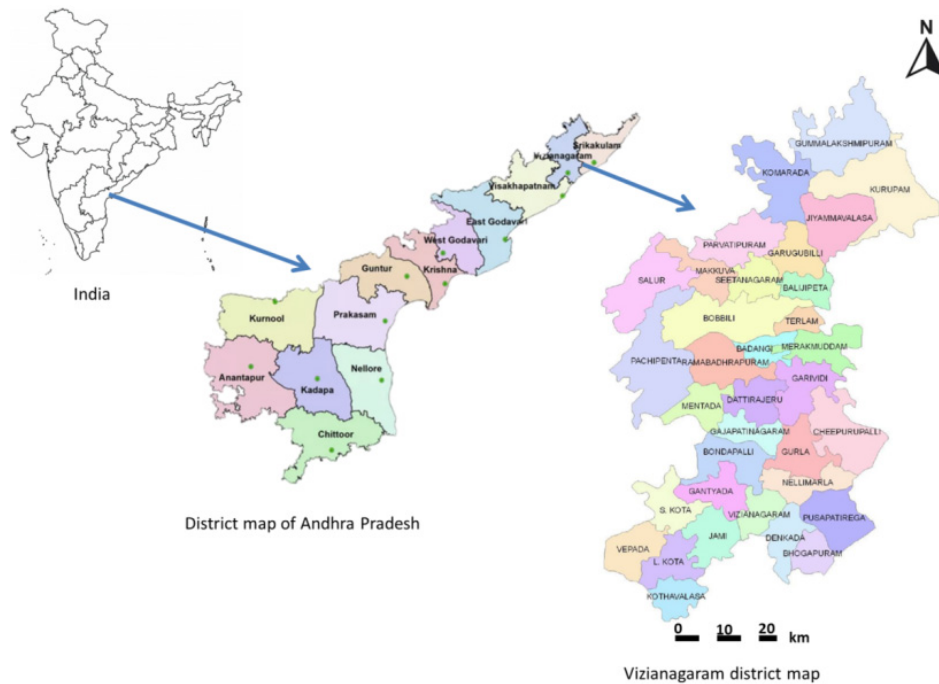 N
India
Srikakulam
Vizianagaram
Visakhapatnam
East Godavari
West Godavari
Krishna
Guntur
Prakasam
Kurnool
Anantapur
Kadapa
Nellore
Chittoor
District map of Andhra Pradesh
GUMMALAKSHMIPURAM
KOMARADA
KURUPAM
JIYAMMAVALASA
PARVATIPURAM
GARUGUBILLI
SALUR
MAKKUVA
SEETANAGARAM
BALIJIPETA
BOBBILI
TERLAM
BADANGI
MERAKMUDDAM
PACHIPENTA
RAMABADHIRAPURAM
GARIVIDI
MENTADA
DATTIRAJERU
GAJAPATINAGARAM
CHEEPURUPALLI
BONDAPALLI
GURLA
NELLIMARLA
GANTYADA
S. KOTA
VIZIANAGARAM
PUSAPATIREGA
VEPADA
JAMI
DENKADA
BHOGAPURAM
L. KOTA
KOTHAVALASA
0 10 20 km
Vizianagaram district map